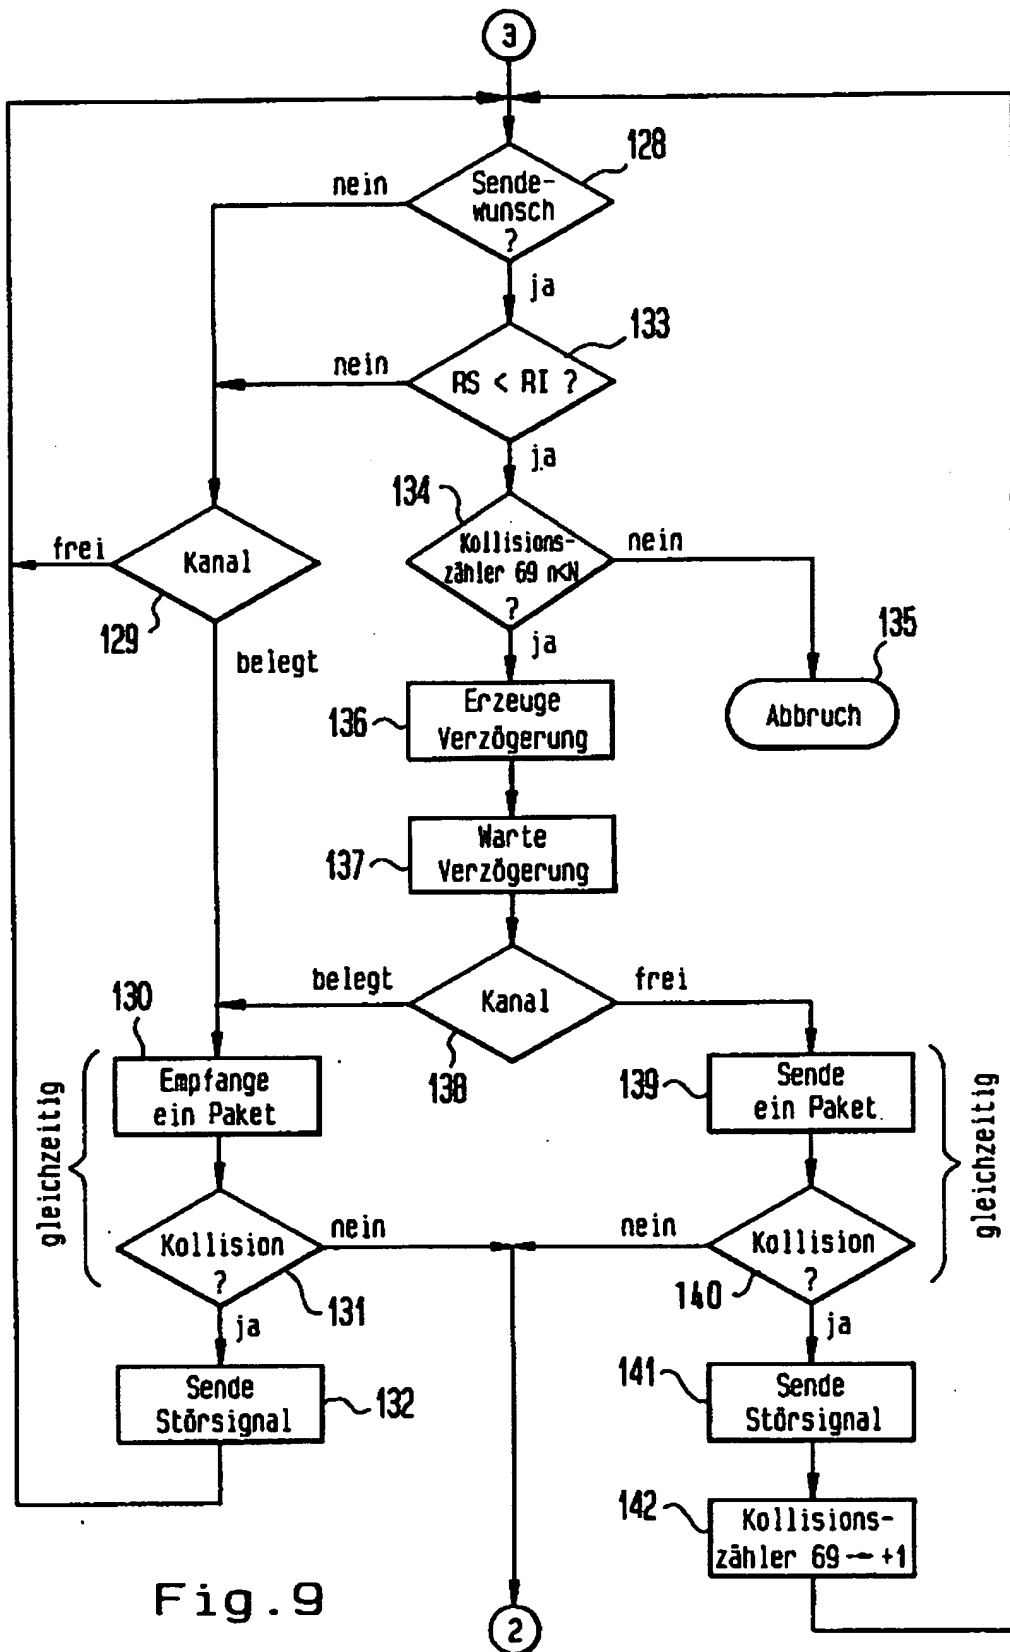 3
128
nein
Sende-
wunsch
?
ja
133
nein
RS < RI ?
ja
134
frei
Kanal
Kollisions-
zähler 69 n<N
?
nein
129
ja
135
belegt
136
Erzeuge
Verzögerung
Abbruch
137
Warte
Verzögerung
belegt
frei
130
Kanal
138
gleichzeitig
Empfange
ein Paket
139
Sende
ein Paket
gleichzeitig
nein
nein
Kollision
?
131
Kollision
?
140
ja
ja
Sende
Störsignal
132
141
Sende
Störsignal
142
Kollisions-
zähler 69 ← +1
Fig.9
2